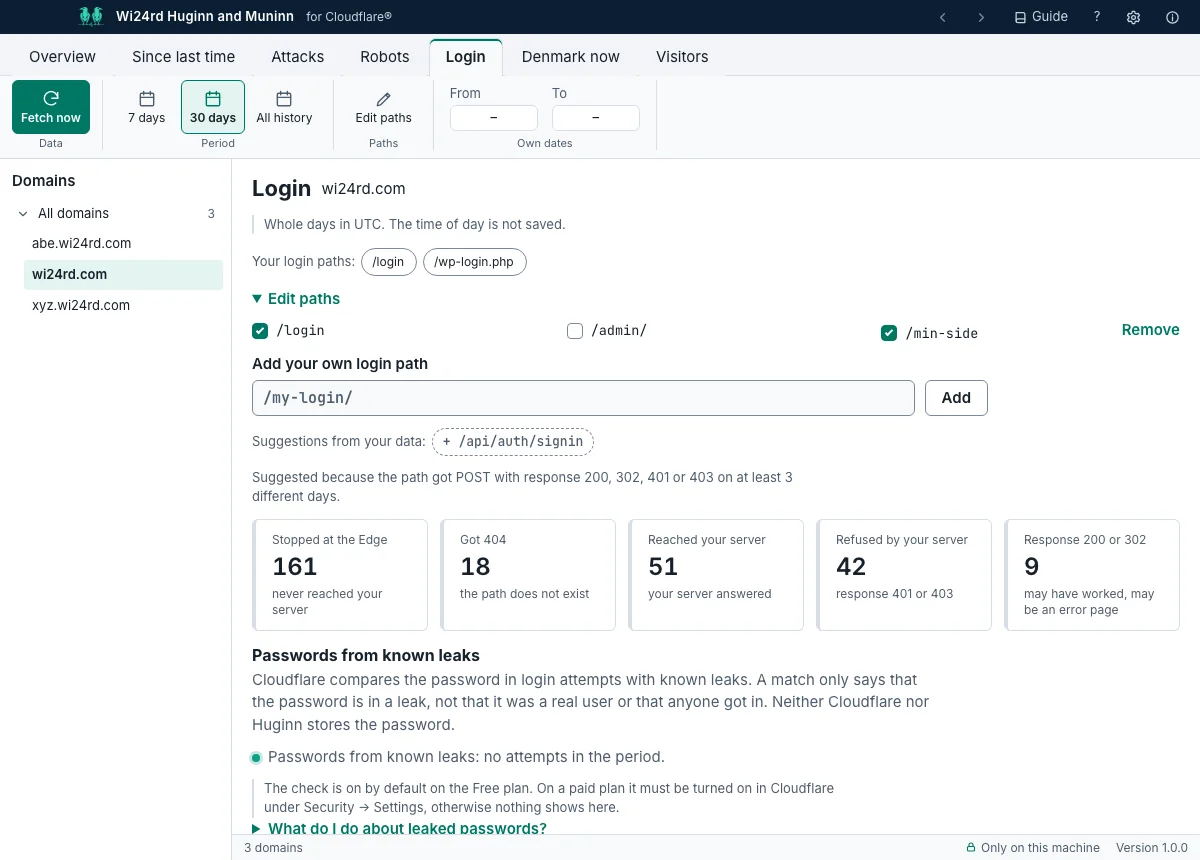 Wi24rd Huginn and Muninn for Cloudflare®
Guide ?
Overview Since last time Attacks Robots Login Denmark now Visitors
Fetch now
Data
7 days 30 days All history
Period
Edit paths
Paths
From To
– –
Own dates
Domains
All domains 3
abe.wi24rd.com
wi24rd.com
xyz.wi24rd.com
Login wi24rd.com
Whole days in UTC. The time of day is not saved.
Your login paths: /login /wp-login.php
Edit paths
/login /admin/ /min-side Remove
Add your own login path
/my-login/ Add
Suggestions from your data: + /api/auth/signin
Suggested because the path got POST with response 200, 302, 401 or 403 on at least 3
different days.
Stopped at the Edge
161
never reached your
server
Got 404
18
the path does not exist
Reached your server
51
your server answered
Refused by your server
42
response 401 or 403
Response 200 or 302
9
may have worked, may
be an error page
Passwords from known leaks
Cloudflare compares the password in login attempts with known leaks. A match only says that
the password is in a leak, not that it was a real user or that anyone got in. Neither Cloudflare nor
Huginn stores the password.
Passwords from known leaks: no attempts in the period.
The check is on by default on the Free plan. On a paid plan it must be turned on in Cloudflare
under Security → Settings, otherwise nothing shows here.
What do I do about leaked passwords?
3 domains Only on this machine Version 1.0.0